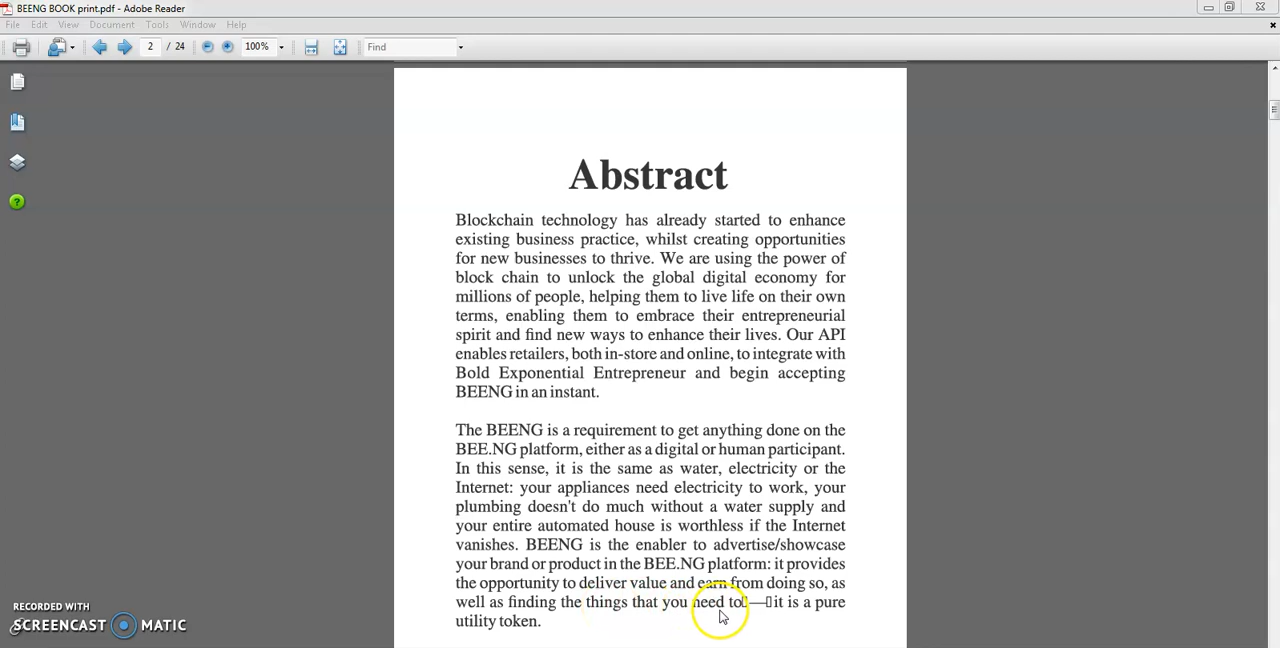 BEENG BOOK print.pdf - Adobe Reader
File Edit View Document Tools Window Help
2 / 24 100% Find
Abstract
Blockchain technology has already started to enhance
existing business practice, whilst creating opportunities
for new businesses to thrive. We are using the power of
block chain to unlock the global digital economy for
millions of people, helping them to live life on their own
terms, enabling them to embrace their entrepreneurial
spirit and find new ways to enhance their lives. Our API
enables retailers, both in-store and online, to integrate with
Bold Exponential Entrepreneur and begin accepting
BEENG in an instant.
The BEENG is a requirement to get anything done on the
BEE.NG platform, either as a digital or human participant.
In this sense, it is the same as water, electricity or the
Internet: your appliances need electricity to work, your
plumbing doesn't do much without a water supply and
your entire automated house is worthless if the Internet
vanishes. BEENG is the enabler to advertise/showcase
your brand or product in the BEE.NG platform: it provides
the opportunity to deliver value and earn from doing so, as
well as finding the things that you need to▯—▯it is a pure
utility token.
RECORDED WITH
SCREENCAST MATIC